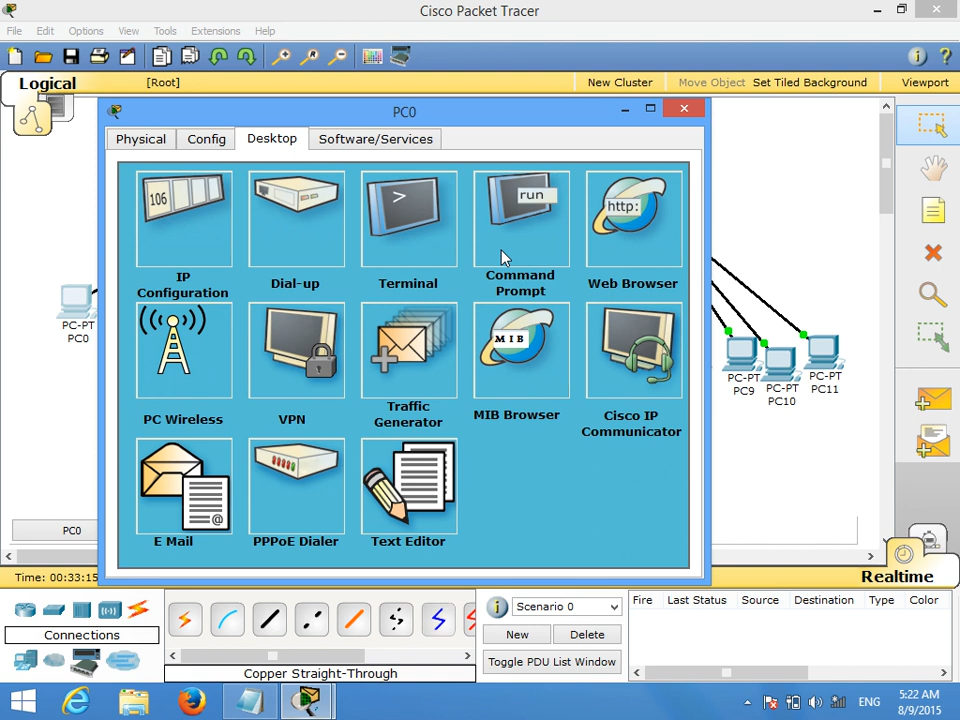 Cisco Packet Tracer
File Edit Options View Tools Extensions Help
Logical
[Root]
New Cluster
Move Object
Set Tiled Background
Viewport
PC0
Physical
Config
Desktop
Software/Services
106
>
run
http:
IP
Configuration
Dial-up
Terminal
Command
Prompt
Web Browser
MIB
PC Wireless
VPN
Traffic
Generator
MIB Browser
Cisco IP
Communicator
@
E Mail
PPPoE Dialer
Text Editor
PC-PT
PC0
PC-PT
PC9
PC-PT
PC10
PC-PT
PC11
PC0
Time: 00:33:15
Realtime
Connections
Copper Straight-Through
Scenario 0
New
Delete
Toggle PDU List Window
Fire Last Status Source Destination Type Color
ENG
5:22 AM
8/9/2015